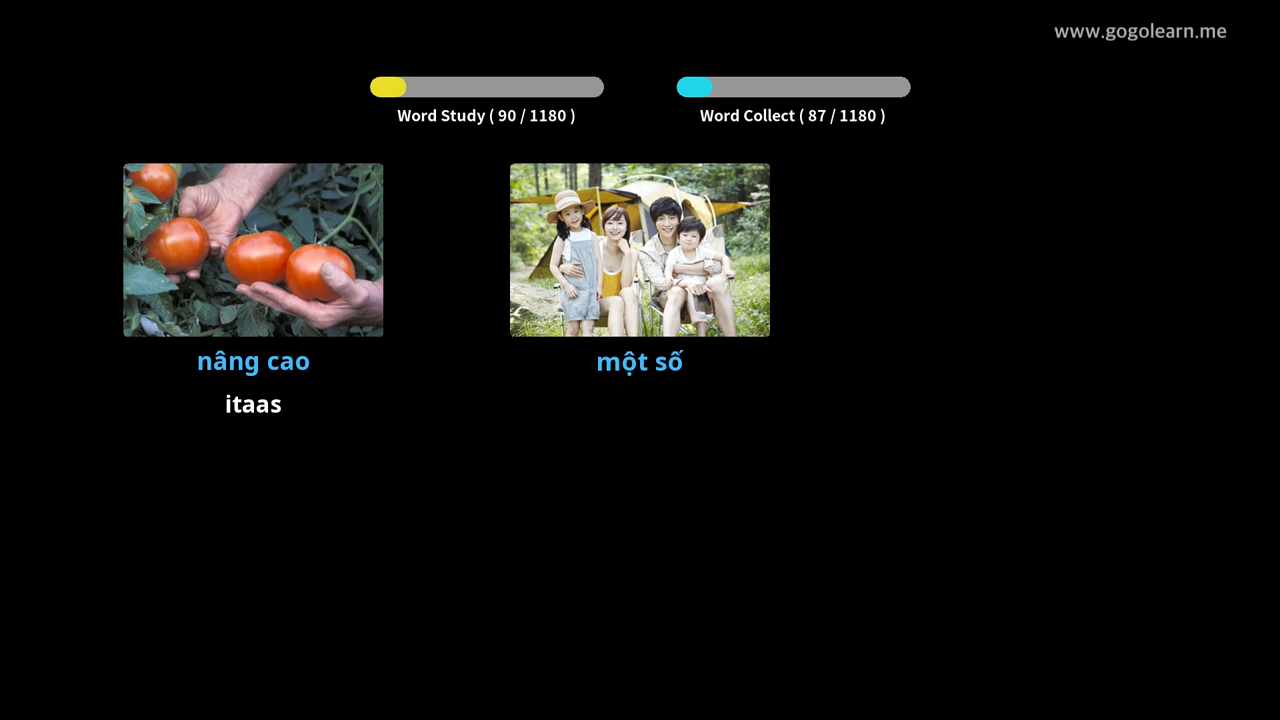 www.gogolearn.me
Word Study ( 90 / 1180 )
Word Collect ( 87 / 1180 )
nâng cao
itaas
một số